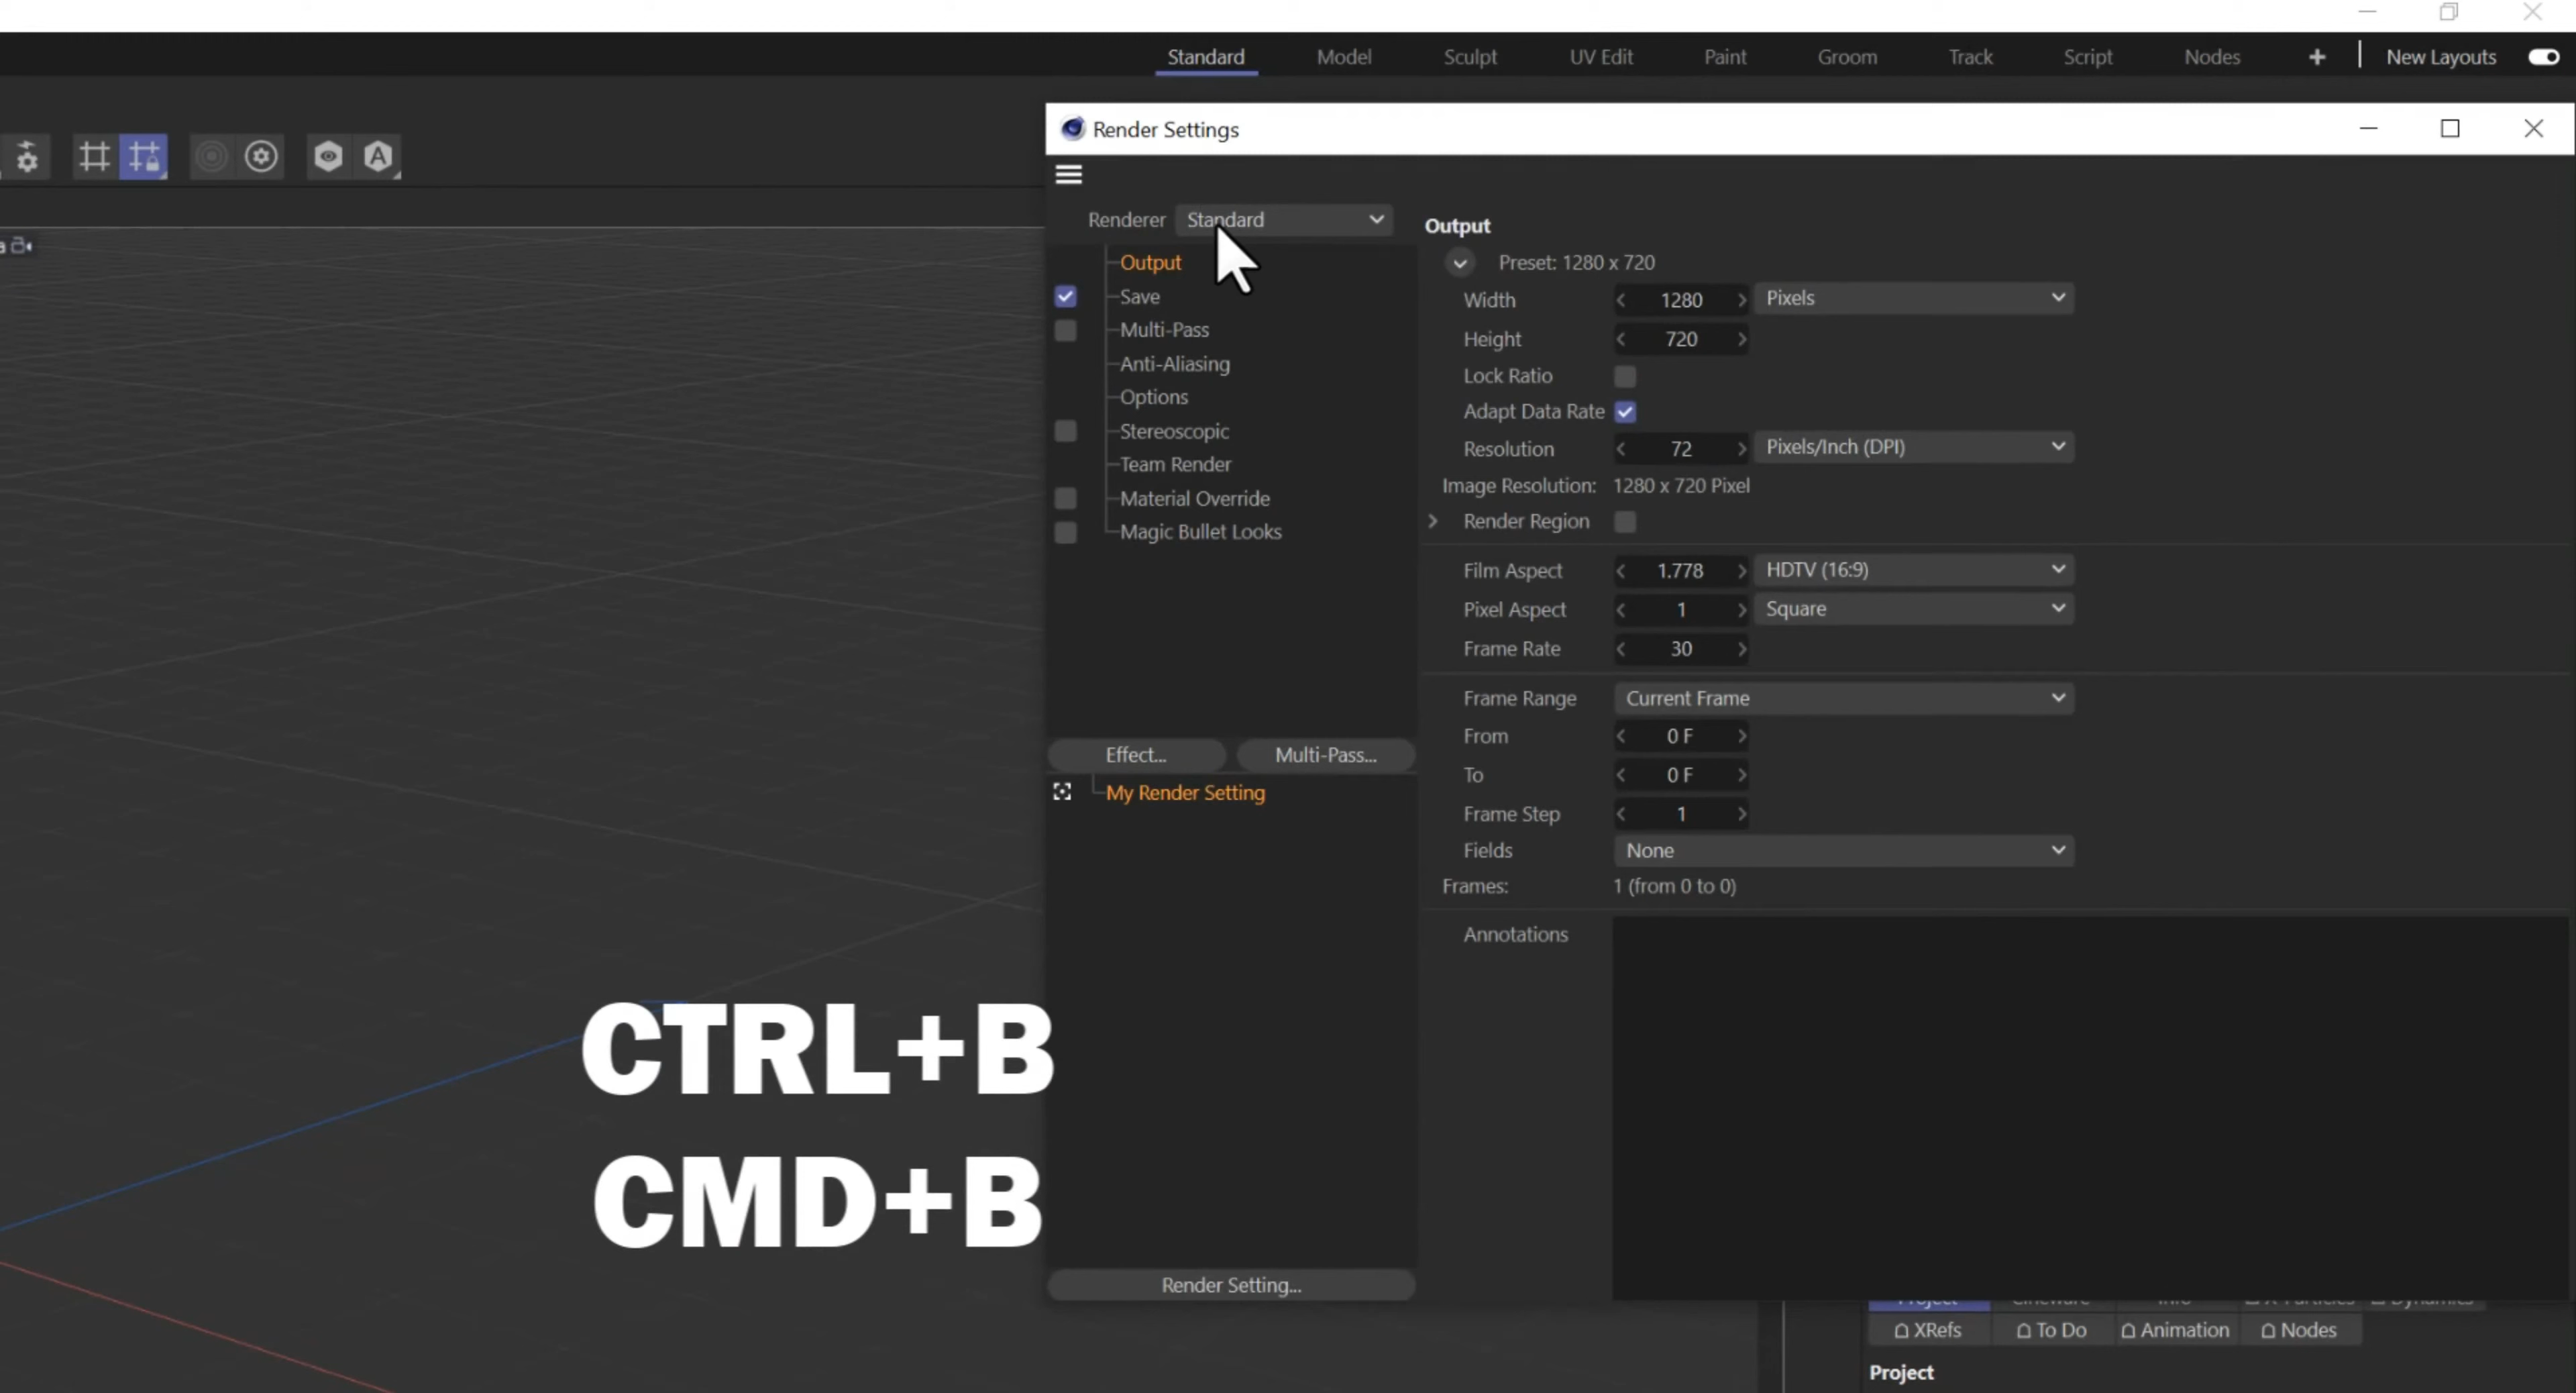 Standard Model Sculpt UV Edit Paint Groom Track Script Nodes + New Layouts
Render Settings
Renderer Standard
Output
Save
Multi-Pass
Anti-Aliasing
Options
Stereoscopic
Team Render
Material Override
Magic Bullet Looks
Effect... Multi-Pass...
My Render Setting
Render Setting...
Output
Preset: 1280 x 720
Width 1280 Pixels
Height 720
Lock Ratio
Adapt Data Rate
Resolution 72 Pixels/Inch (DPI)
Image Resolution: 1280 x 720 Pixel
Render Region
Film Aspect 1.778 HDTV (16:9)
Pixel Aspect 1 Square
Frame Rate 30
Frame Range Current Frame
From 0 F
To 0 F
Frame Step 1
Fields None
Frames: 1 (from 0 to 0)
Annotations
CTRL+B
CMD+B
Project Cineware Info X-Particles Dynamics
XRefs To Do Animation Nodes
Project